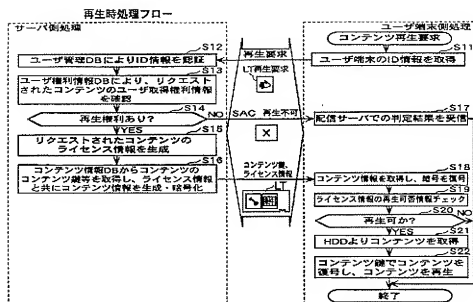 再生時処理フロー
サーバ側処理
S12
ユーザ管理DBによりID情報を認証
S13
ユーザ権利情報DBにより、リクエスト
されたコンテンツのユーザ取得権利情報
を確認
S14
再生権利あり?
NO
YES
S15
リクエストされたコンテンツの
ライセンス情報を生成
S16
コンテンツ情報DBからコンテンツの
コンテンツ鍵等を取得し、ライセンス情報
と共にコンテンツ情報を生成・暗号化
再生要求
LT再生要求
SAC
再生不可
コンテンツ鍵、
ライセンス情報
LT
ユーザ端末側処理
コンテンツ再生要求
S11
ユーザ端末のID情報を取得
S17
配信サーバでの判定結果を受信
S18
コンテンツ情報を取得し、暗号を復号
S19
ライセンス情報の再生可否情報チェック
S20
再生可か?
NO
YES
S21
HDDよりコンテンツを取得
S22
コンテンツ鍵でコンテンツを
復号し、コンテンツを再生
終了